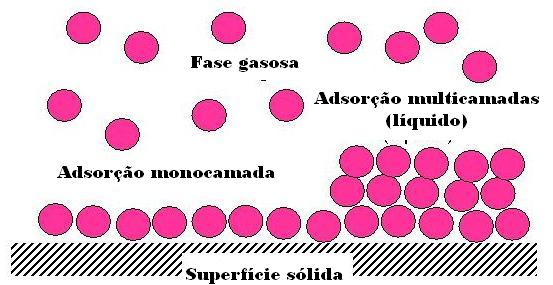 Fase gasosa
Adsorção multicamadas
(líquido)
Adsorção monocamada
Superfície sólida